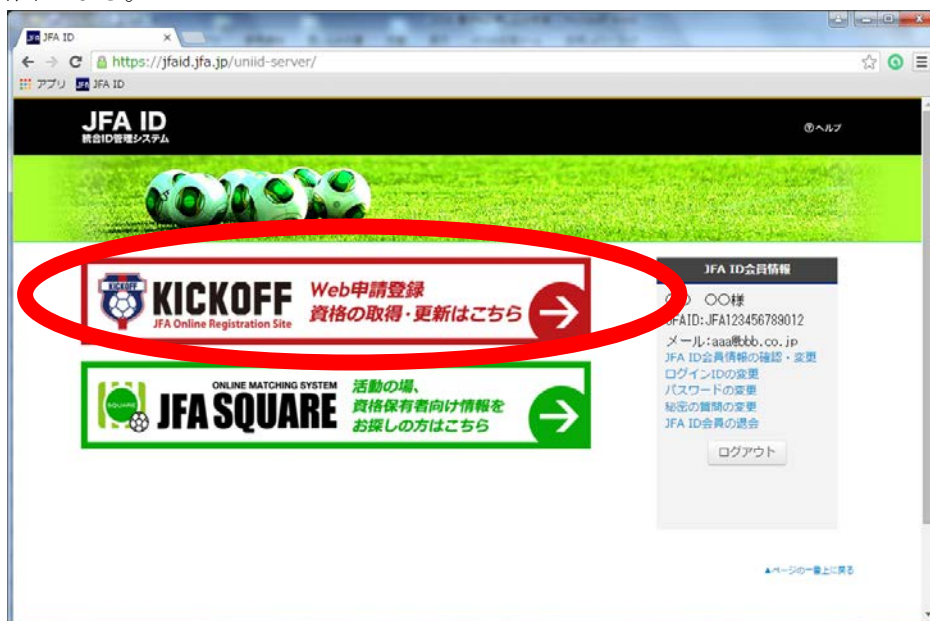 JFA ID
https://jfaid.jfa.jp/uniid-server/
アプリ JFA ID
JFA ID
統合ID管理システム
ヘルプ
KICKOFF
KICKOFF
JFA Online Registration Site
Web申請登録
資格の取得・更新はこちら
SQUARE
ONLINE MATCHING SYSTEM
JFA SQUARE
活動の場、
資格保有者向け情報を
お探しの方はこちら
JFA ID会員情報
〇〇様
JFAID:JFA123456789012
メール:aaa@bbb.co.jp
JFA ID会員情報の確認・変更
ログインIDの変更
パスワードの変更
秘密の質問の変更
JFA ID会員の退会
ログアウト
▲ページの一番上に戻る